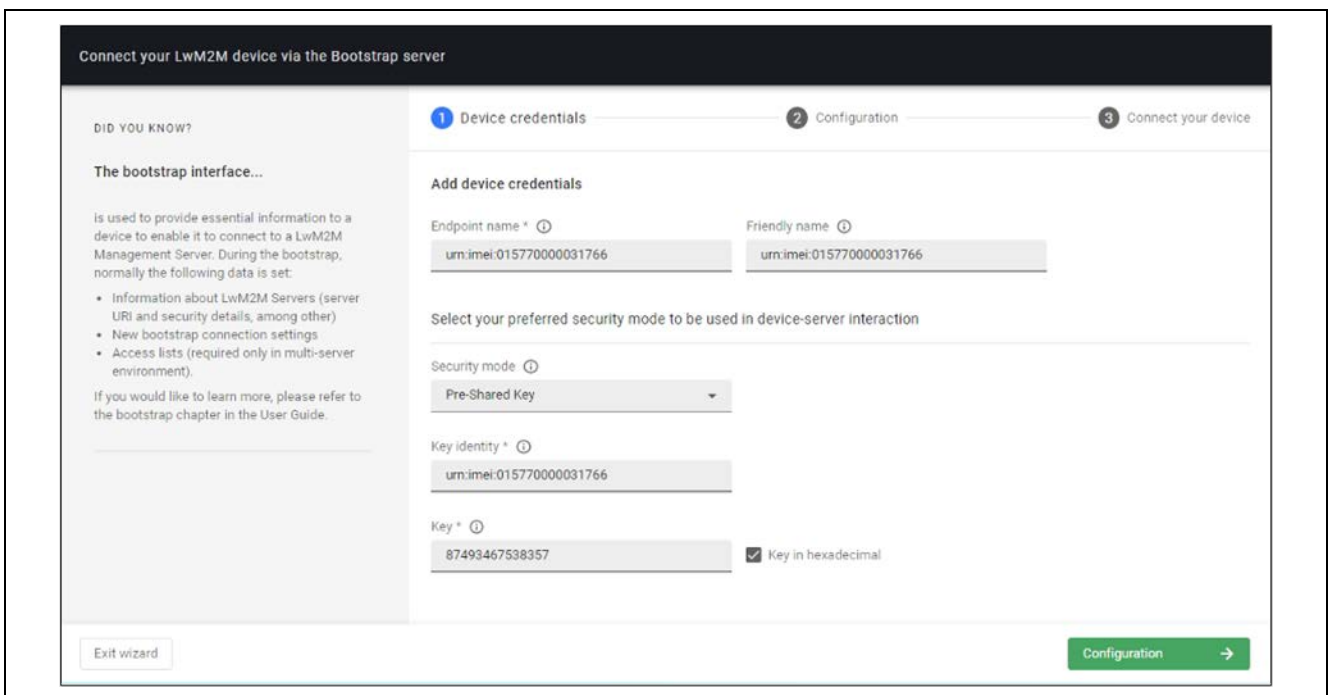 Connect your LwM2M device via the Bootstrap server
DID YOU KNOW?
The bootstrap interface...
is used to provide essential information to a
device to enable it to connect to a LwM2M
Management Server. During the bootstrap,
normally the following data is set:
• Information about LwM2M Servers (server
URI and security details, among other)
• New bootstrap connection settings
• Access lists (required only in multi-server
environment).
If you would like to learn more, please refer to
the bootstrap chapter in the User Guide.
1 Device credentials
2 Configuration
3 Connect your device
Add device credentials
Endpoint name *
Friendly name
urn:imei:015770000031766
urn:imei:015770000031766
Select your preferred security mode to be used in device-server interaction
Security mode
Pre-Shared Key
Key identity *
urn:imei:015770000031766
Key *
87493467538357
Key in hexadecimal
Exit wizard
Configuration →